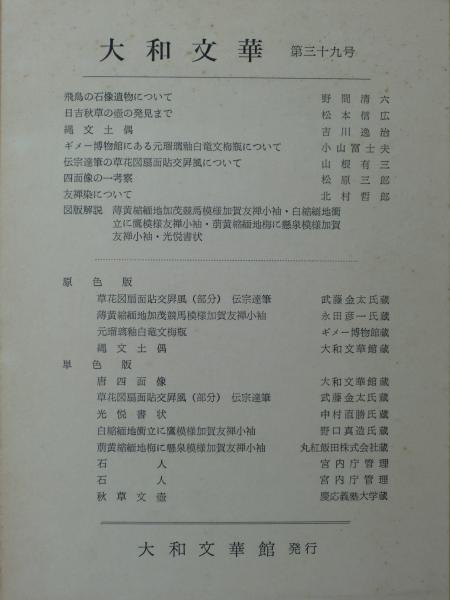 大和文華 第三十九号
飛鳥の石像遺物について 野間清六
日吉秋草の壺の発見まで 松本信広
縄文土偶 吉川逸治
ギメー博物館にある元瑠璃釉白竜文梅瓶について 小山冨士夫
伝宗達筆の草花図扇面貼交屏風について 山根有三
四面像の一考察 松原三郎
友禅染について 北村哲郎
図版解説 薄黄縮緬地加茂競馬模様加賀友禅小袖・白縮緬地衝
立に鷹模様友禅小袖・萠黄縮緬地梅に懸泉模様加賀
友禅小袖・光悦書状
原色版
草花図扇面貼交屏風(部分) 伝宗達筆 武藤金太氏蔵
薄黄縮緬地加茂競馬模様加賀友禅小袖 永田彦一氏蔵
元瑠璃釉白竜文梅瓶 ギメー博物館蔵
縄文土偶 大和文華館蔵
単色版
唐四面像 大和文華館蔵
草花図扇面貼交屏風(部分) 伝宗達筆 武藤金太氏蔵
光悦書状 中村直勝氏蔵
白縮緬地衝立に鷹模様加賀友禅小袖 野口真造氏蔵
萠黄縮緬地梅に懸泉模様加賀友禅小袖 丸紅飯田株式会社蔵
石人 宮内庁管理
石人 宮内庁管理
秋草文壺 慶応義塾大学蔵
大和文華館 発行